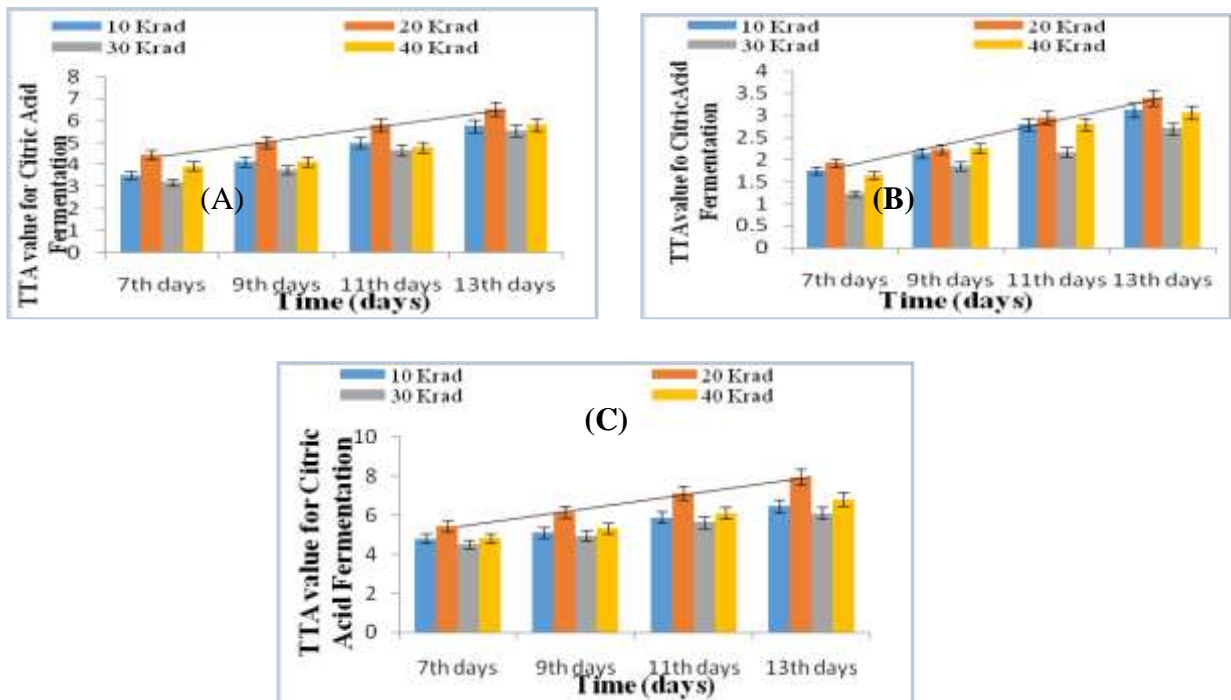 10 Krad
20 Krad
30 Krad
40 Krad
TTA value for Citric Acid
Fermentation
8
7
6
5
4
3
2
1
0
(A)
7th days
9th days
11th days
13th days
Time (days)
10 Krad
20 Krad
30 Krad
40 Krad
TTA value fo Citric Acid
Fermentation
4
3.5
3
2.5
2
1.5
1
0.5
0
(B)
7th days
9th days
11th days
13th days
Time (days)
10 Krad
20 Krad
30 Krad
40 Krad
(C)
TTA value for Citric
Acid Fermentation
10
8
6
4
2
0
7th days
9th days
11th days
13th days
Time (days)